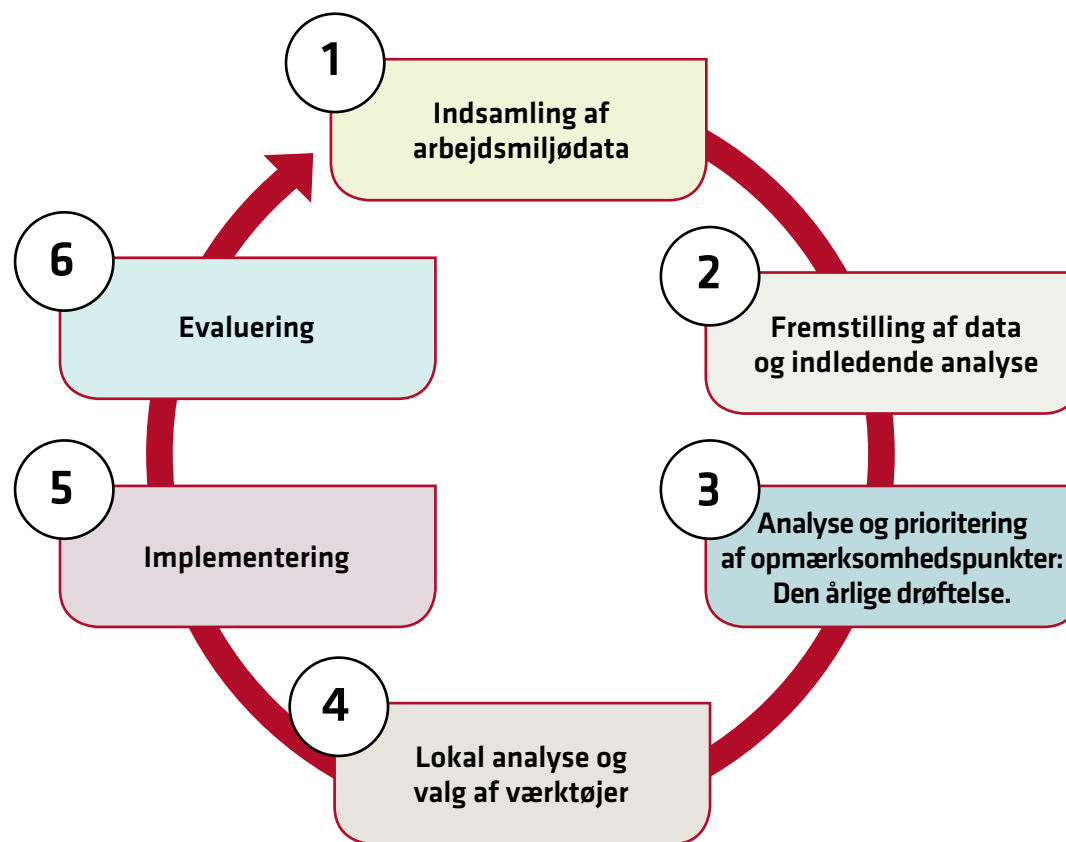 1
Indsamling af
arbejdsmiljødata
2
Fremstilling af data
og indledende analyse
3
Analyse og prioritering
af opmærksomhedspunkter:
Den årlige drøftelse.
4
Lokal analyse og
valg af værktøjer
5
Implementering
6
Evaluering